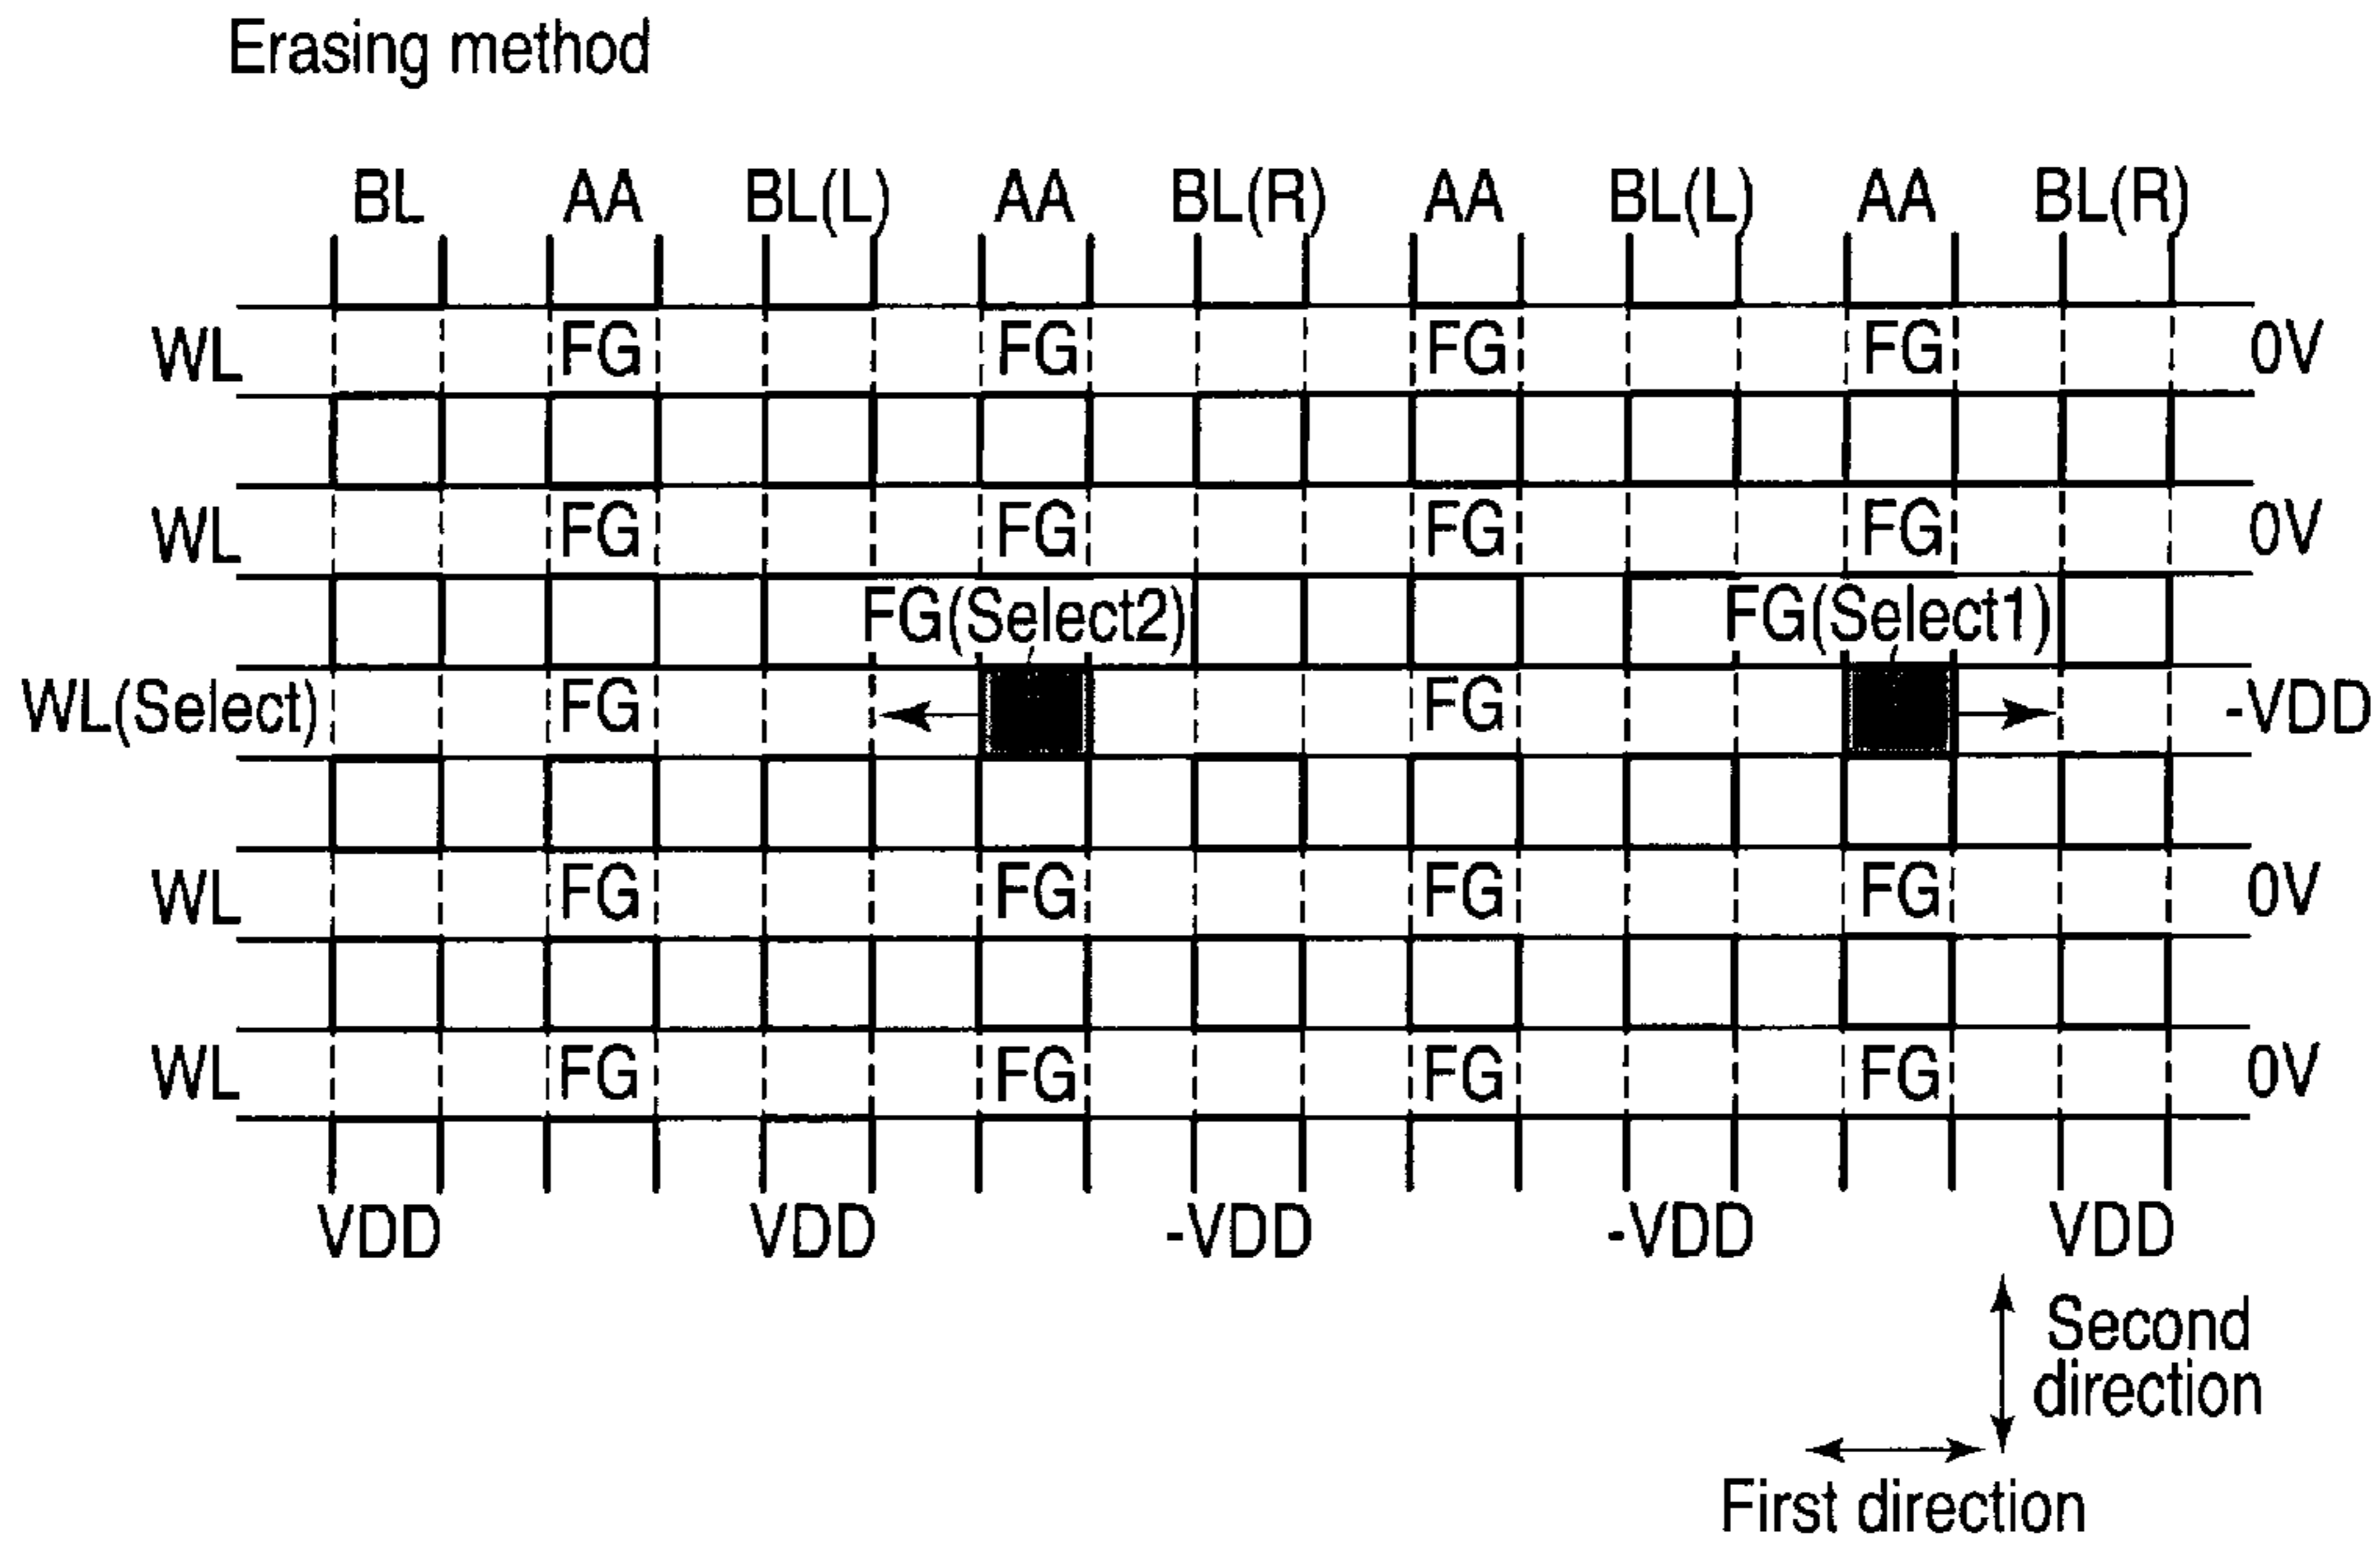 Erasing method
BL AA BL(L) AA BL(R) AA BL(L) AA BL(R)
WL FG FG FG FG 0V
WL FG FG FG FG 0V
FG(Select2) FG(Select1)
WL(Select) FG FG -VDD
WL FG FG FG FG 0V
WL FG FG FG FG 0V
VDD VDD -VDD -VDD VDD
Second
direction
First direction